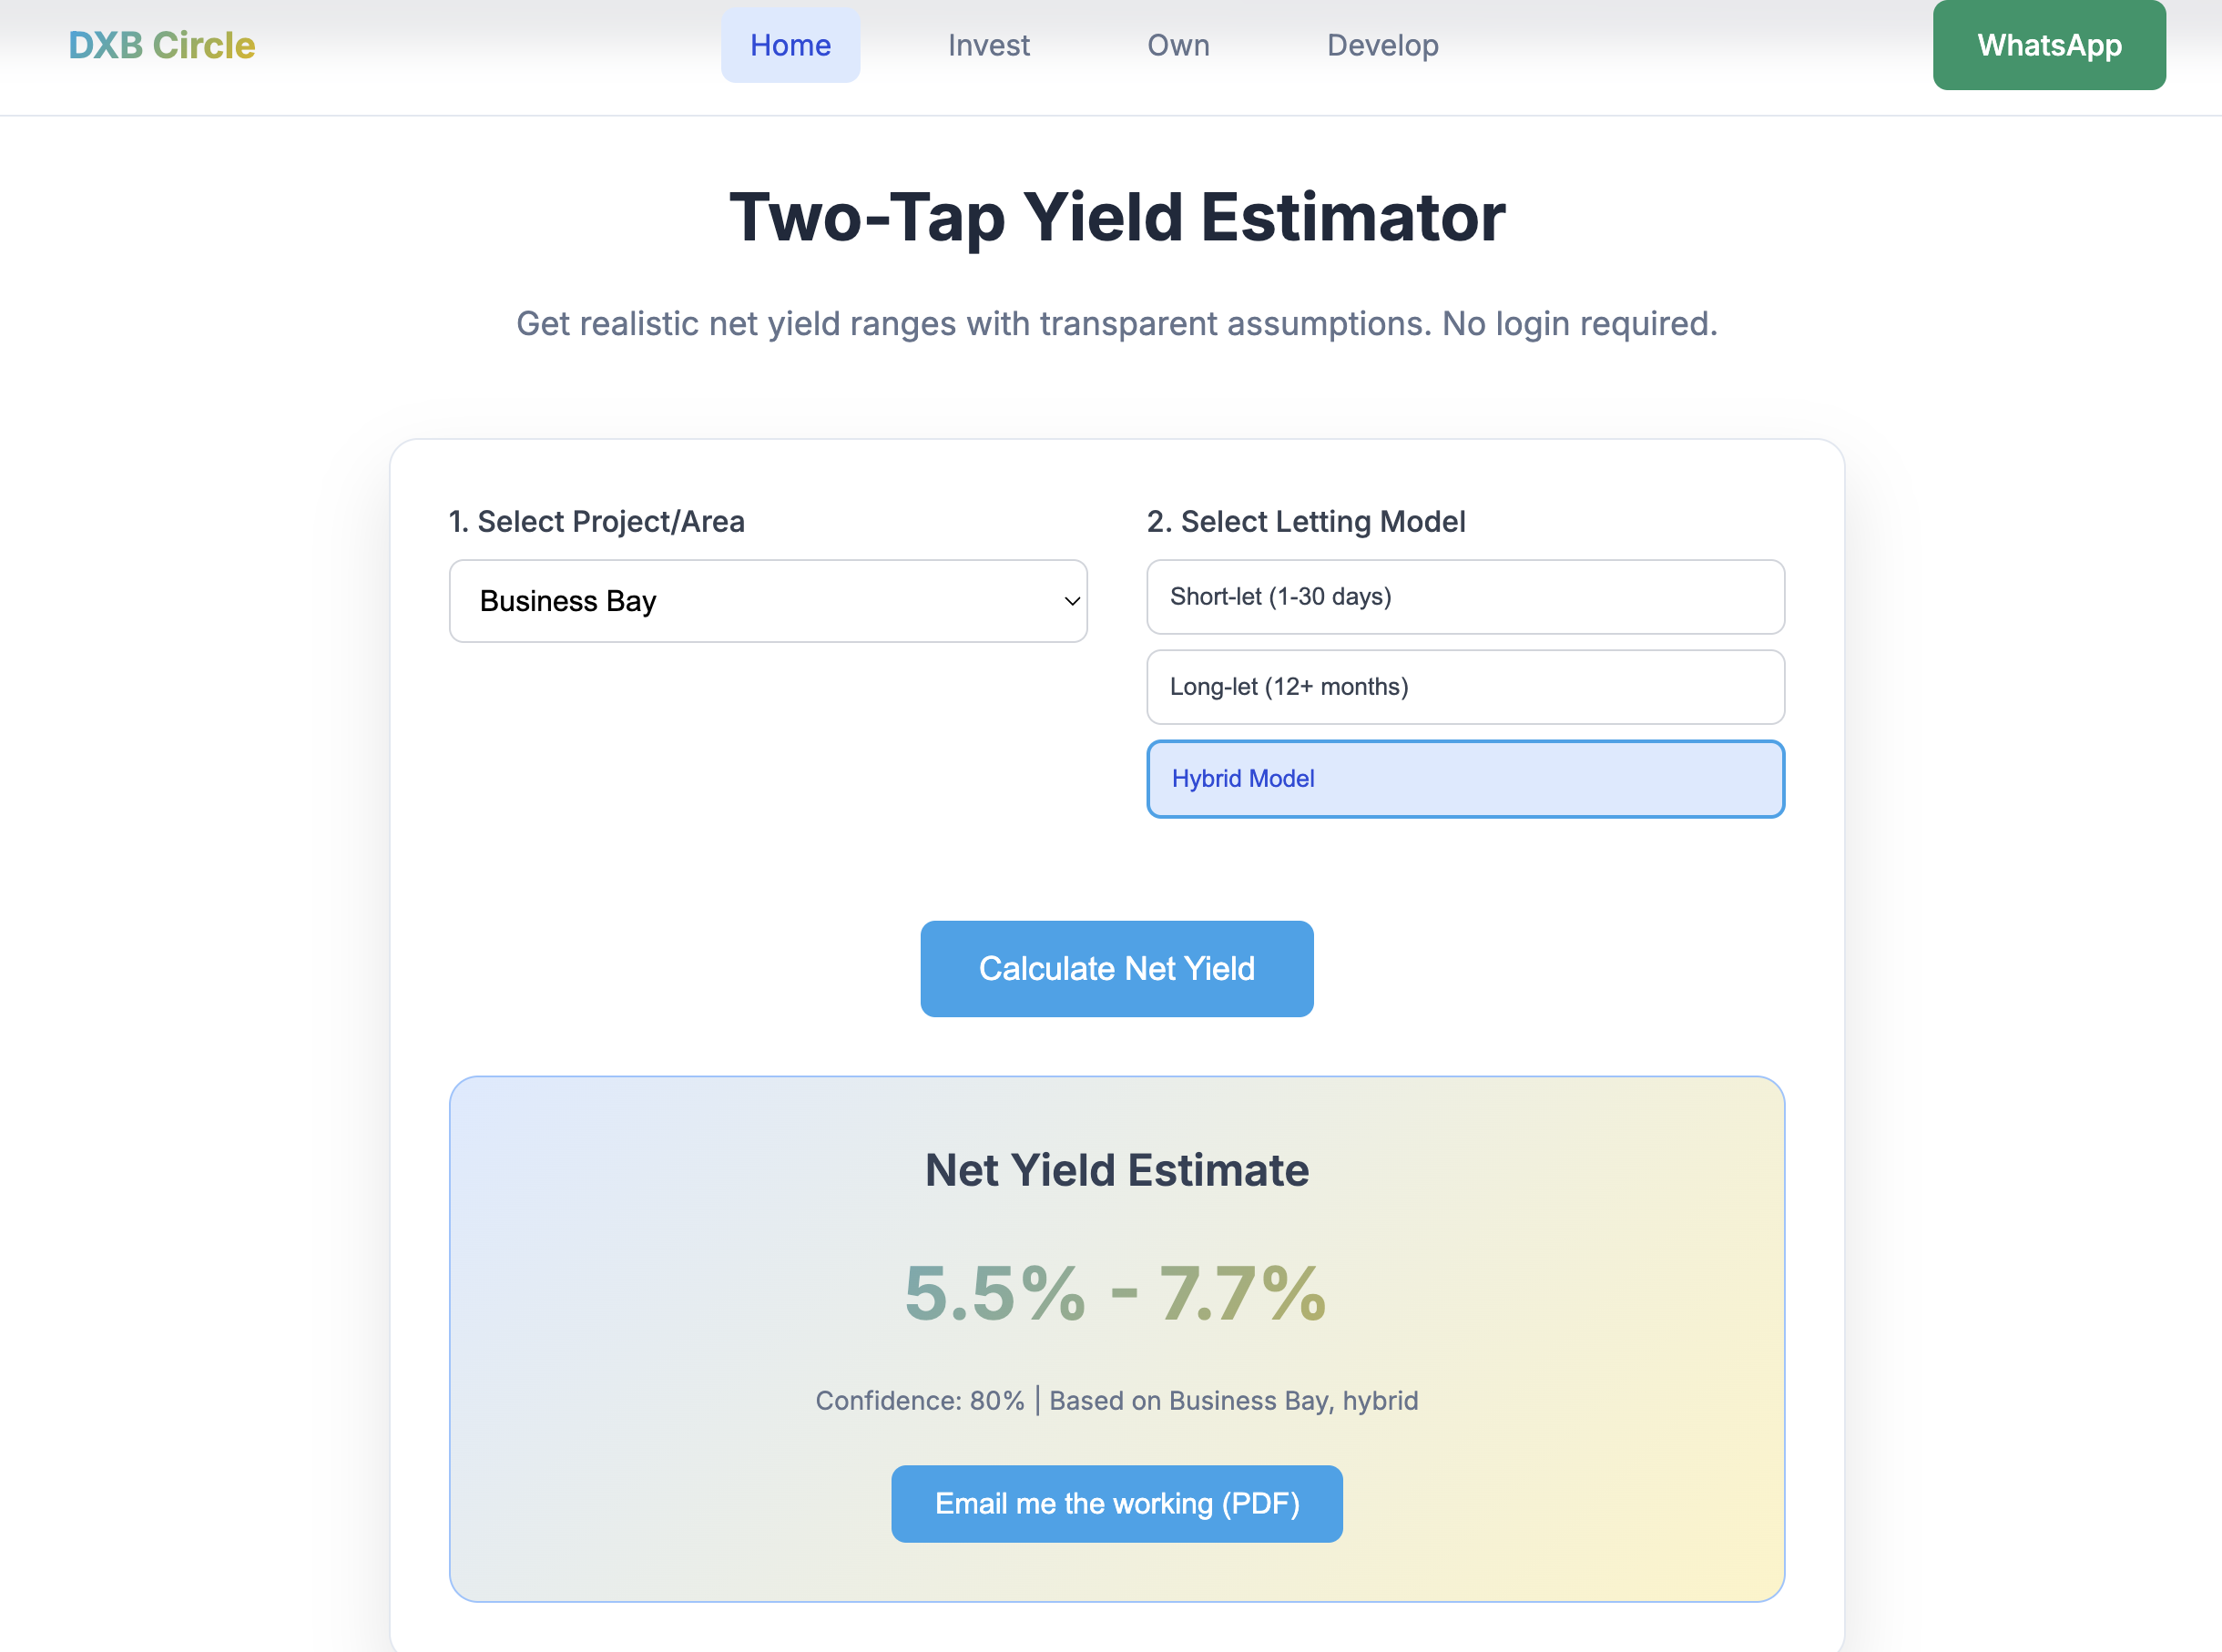 DXB Circle
Home
Invest
Own
Develop
WhatsApp
Two-Tap Yield Estimator
Get realistic net yield ranges with transparent assumptions. No login required.
1. Select Project/Area
Business Bay
2. Select Letting Model
Short-let (1-30 days)
Long-let (12+ months)
Hybrid Model
Calculate Net Yield
Net Yield Estimate
5.5% - 7.7%
Confidence: 80% | Based on Business Bay, hybrid
Email me the working (PDF)